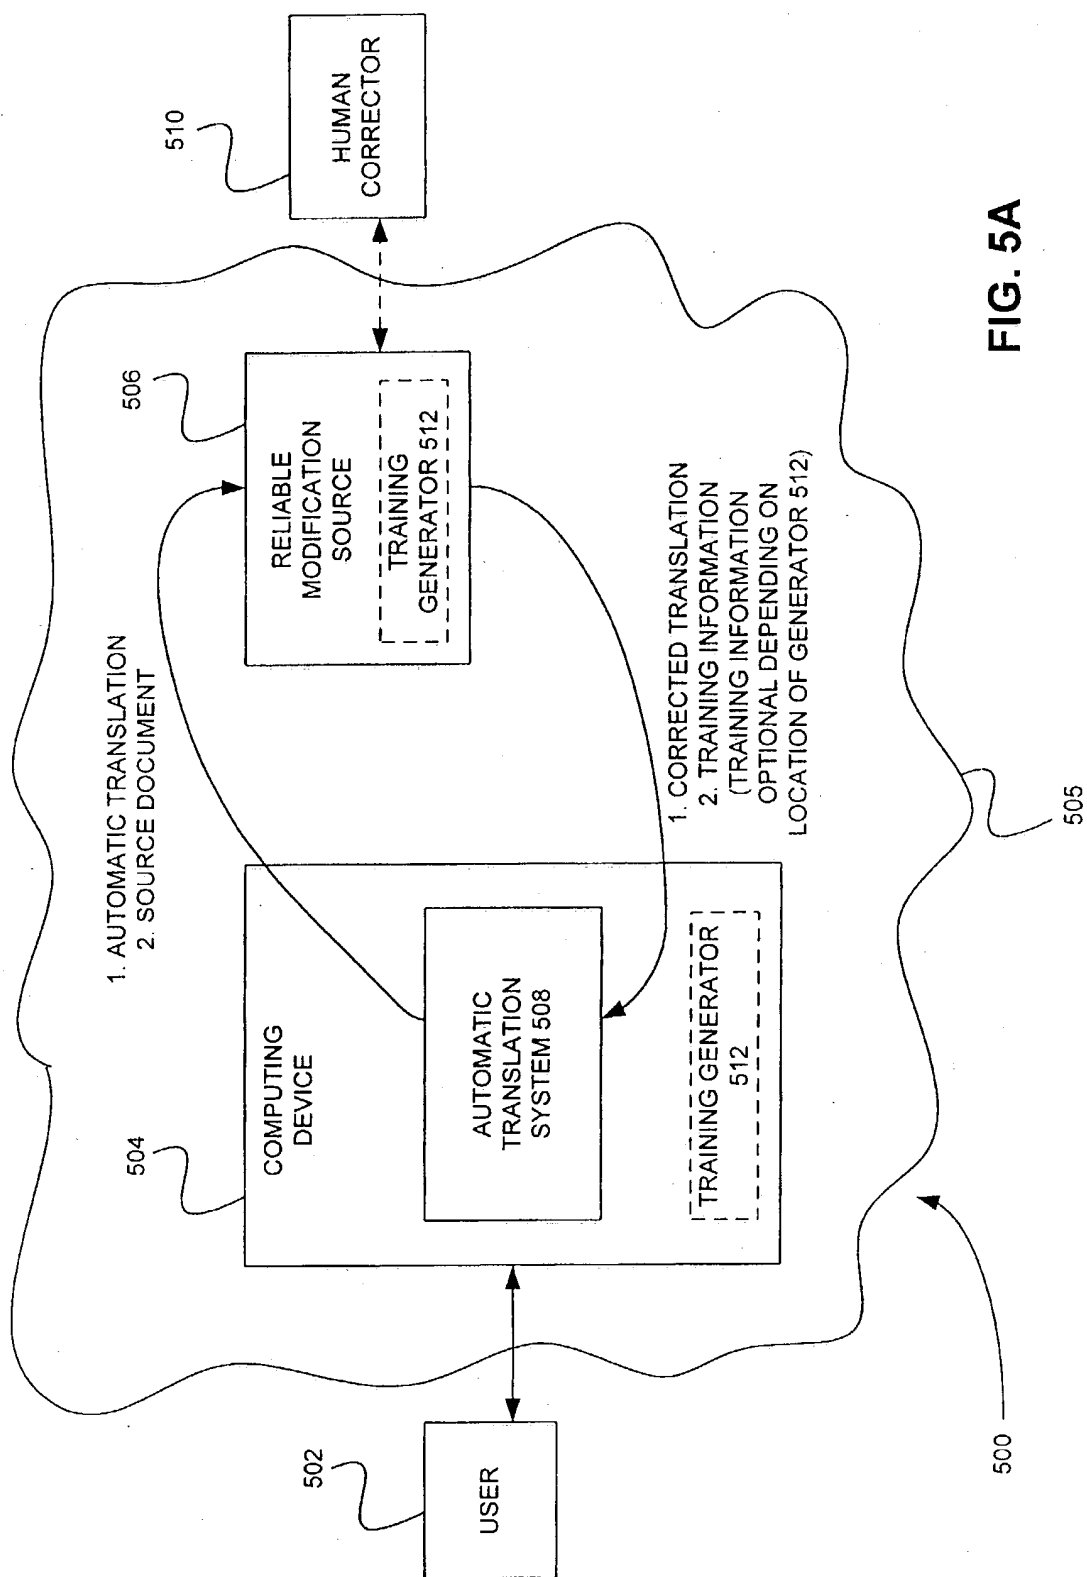 1. AUTOMATIC TRANSLATION
2. SOURCE DOCUMENT
510
HUMAN
CORRECTOR
506
RELIABLE
MODIFICATION
SOURCE
TRAINING
GENERATOR 512
504
COMPUTING
DEVICE
AUTOMATIC
TRANSLATION
SYSTEM 508
TRAINING GENERATOR
512
502
USER
1. CORRECTED TRANSLATION
2. TRAINING INFORMATION
(TRAINING INFORMATION
OPTIONAL DEPENDING ON
LOCATION OF GENERATOR 512)
505
500
FIG. 5A